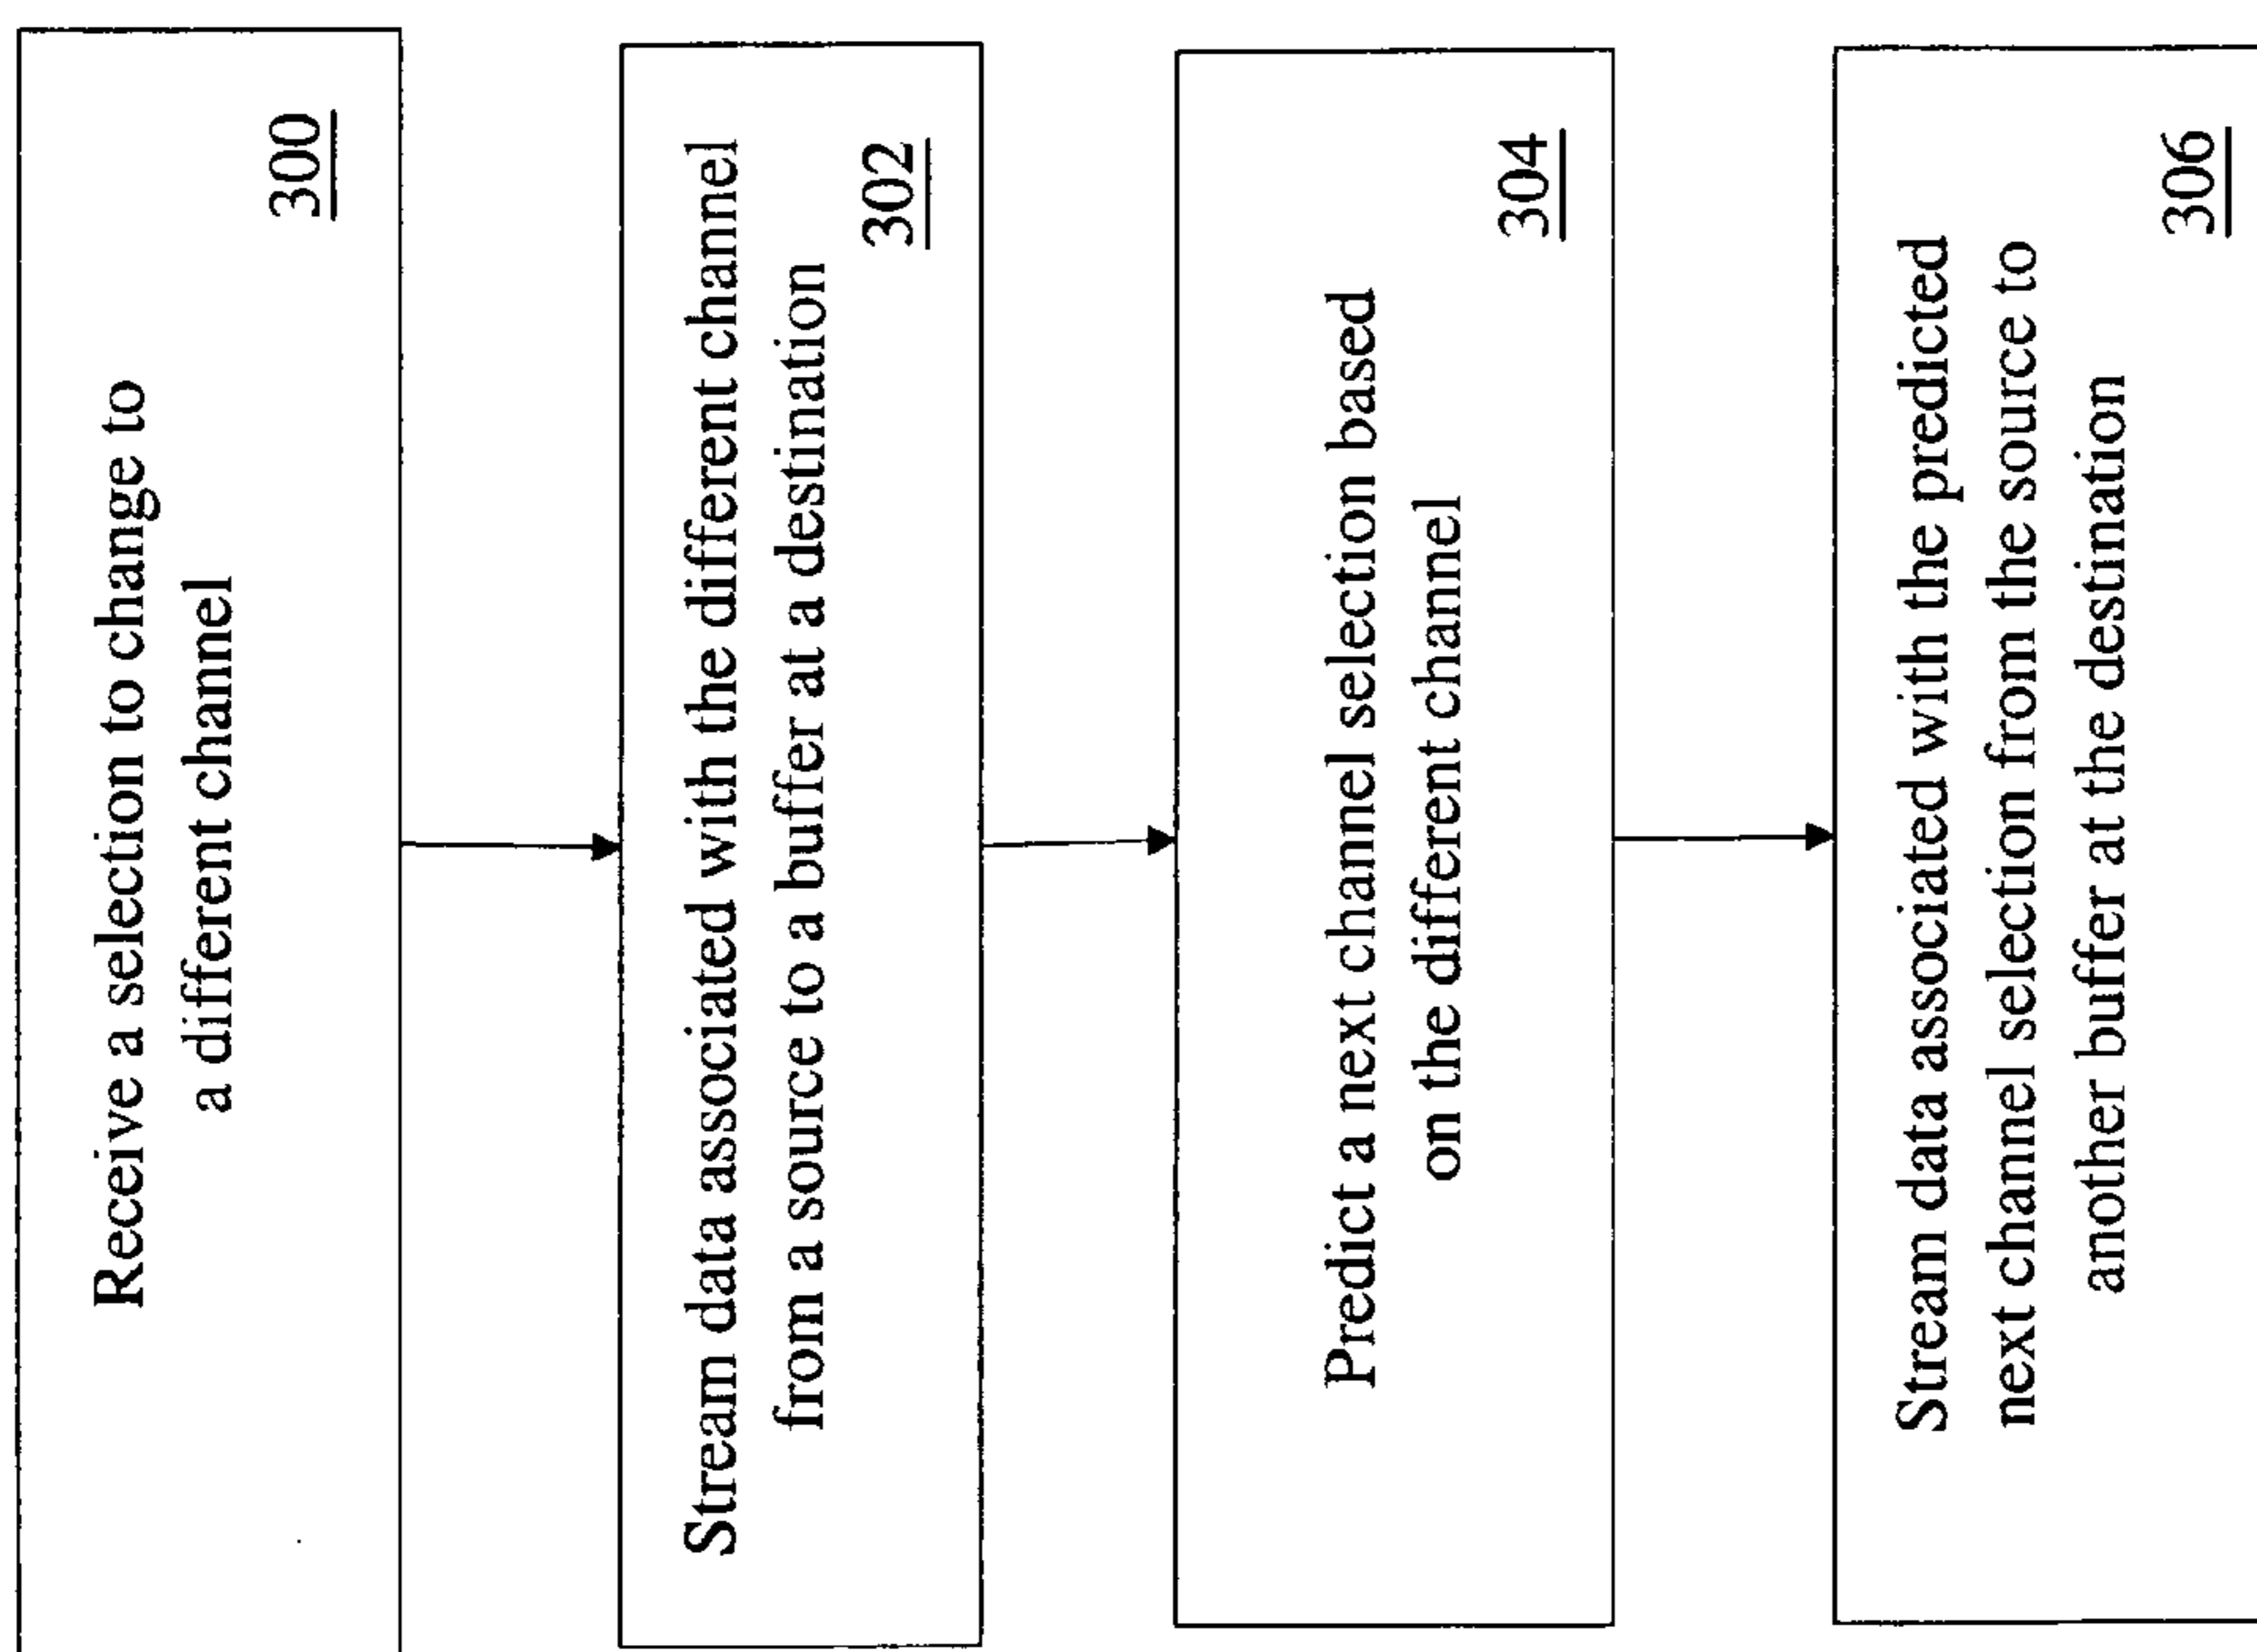 Receive a selection to change to
a different channel
300
Stream data associated with the different channel
from a source to a buffer at a destination
302
Predict a next channel selection based
on the different channel
304
Stream data associated with the predicted
next channel selection from the source to
another buffer at the destination
306